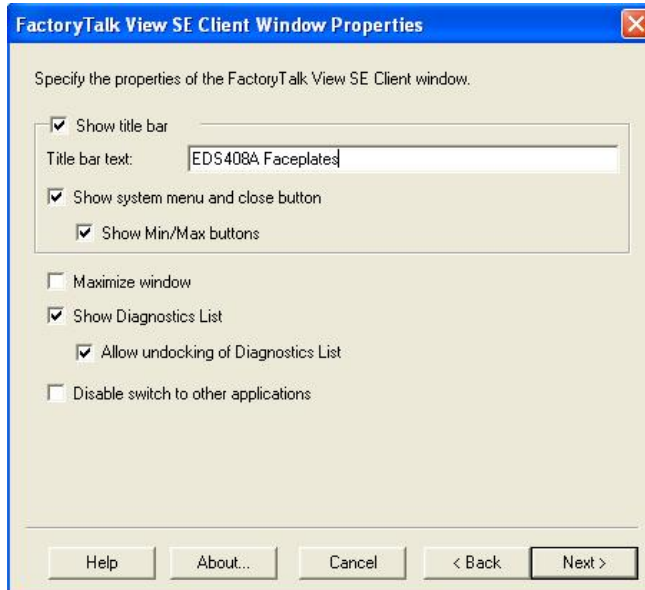 FactoryTalk View SE Client Window Properties
Specify the properties of the FactoryTalk View SE Client window.
Show title bar
Title bar text: EDS408A Faceplates
Show system menu and close button
Show Min/Max buttons
Maximize window
Show Diagnostics List
Allow undocking of Diagnostics List
Disable switch to other applications
Help About... Cancel < Back Next >